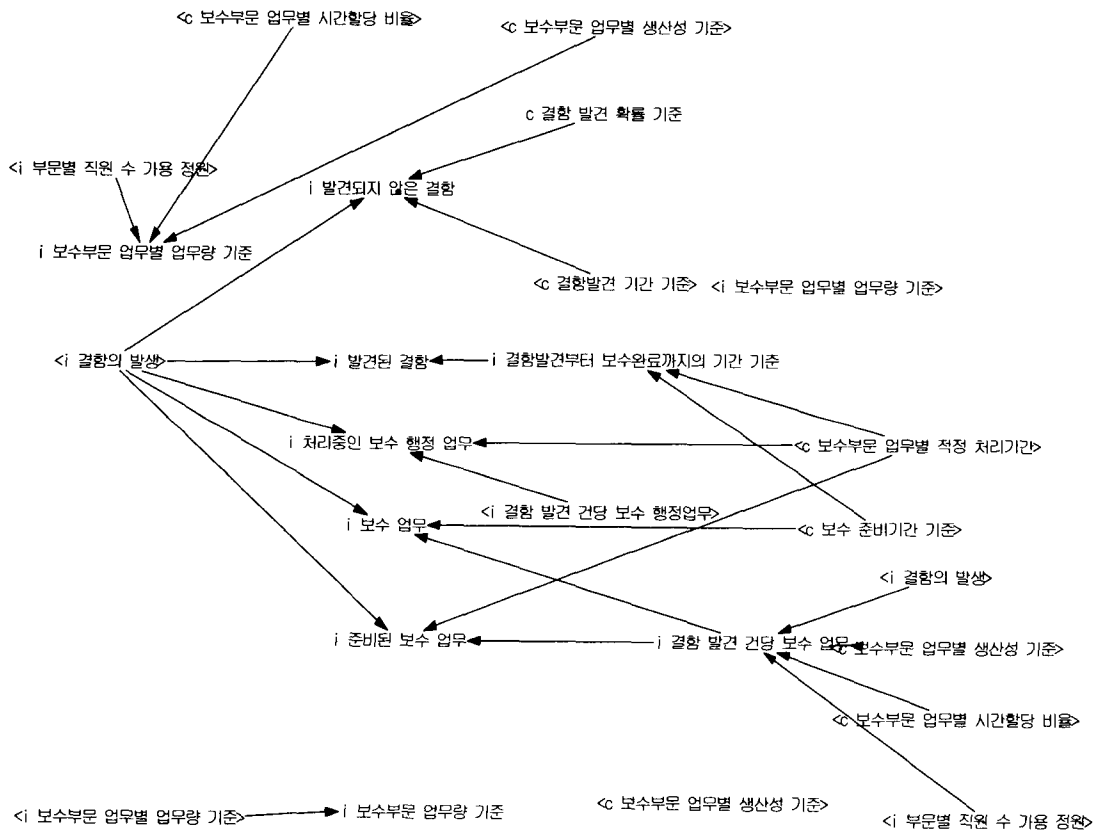 <c 보수부문 업무별 시간할당 비율>
<c 보수부문 업무별 생산성 기준>
c 결함 발견 확률 기준
<i 부문별 직원 수 가용 정원>
i 발견되지 않은 결함
i 보수부문 업무별 업무량 기준
<c 결함발견 기간 기준>
<i 보수부문 업무별 업무량 기준>
<i 결함의 발생>
i 발견된 결함
i 결함발견부터 보수완료까지의 기간 기준
i 처리중인 보수 행정 업무
<c 보수부문 업무별 적정 처리기간>
<i 결함 발견 건당 보수 행정업무>
i 보수 업무
<c 보수 준비기간 기준>
<i 결함의 발생>
i 준비된 보수 업무
i 결함 발견 건당 보수 업무
<c 보수부문 업무별 생산성 기준>
<c 보수부문 업무별 시간할당 비율>
<i 보수부문 업무별 업무량 기준>
i 보수부문 업무량 기준
<c 보수부문 업무별 생산성 기준>
<i 부문별 직원 수 가용 정원>